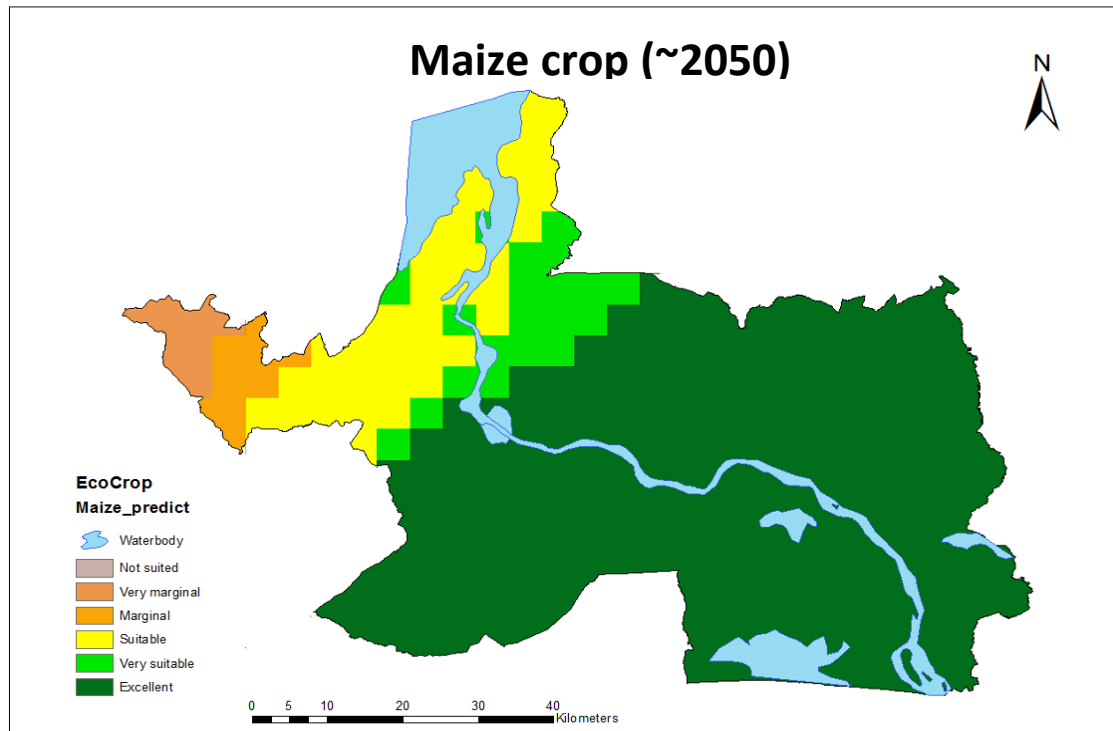 Maize crop (~2050)
N
EcoCrop
Maize_predict
Waterbody
Not suited
Very marginal
Marginal
Suitable
Very suitable
Excellent
0 5 10 20 30 40
Kilometers